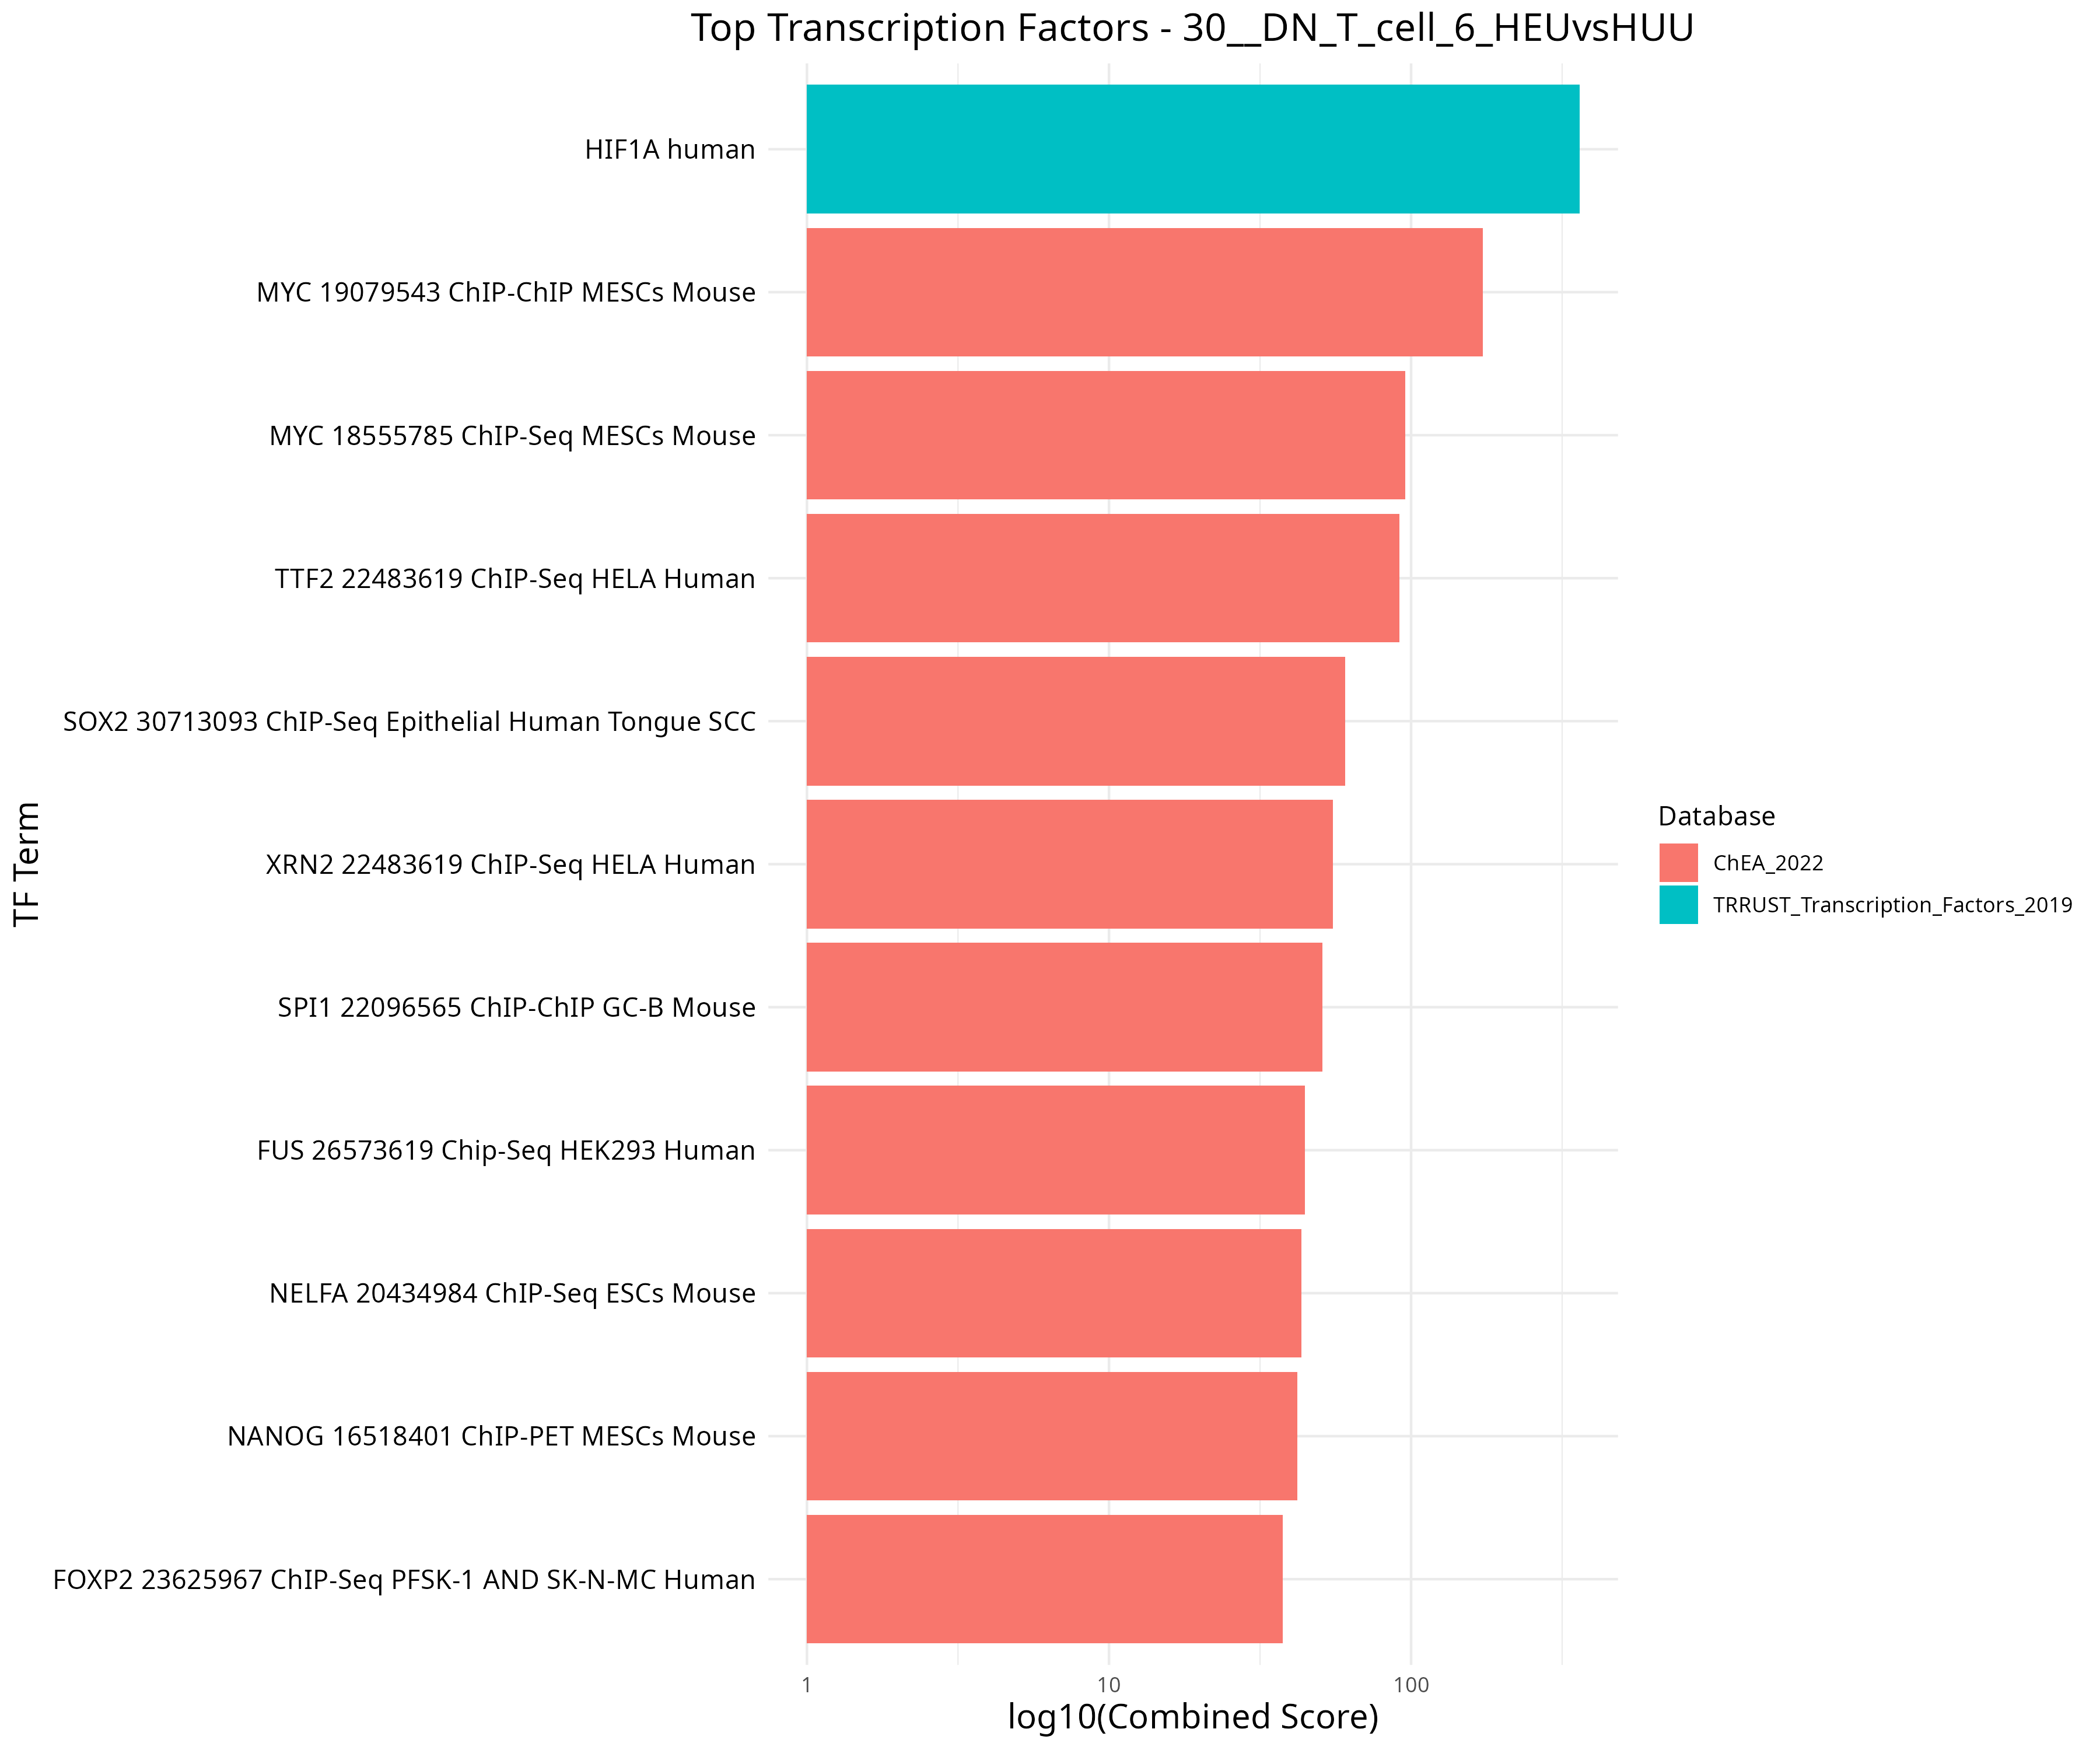 Top Transcription Factors - 30__DN_T_cell_6_HEUvsHUU
TF Term
HIF1A human
MYC 19079543 ChIP-ChIP MESCs Mouse
MYC 18555785 ChIP-Seq MESCs Mouse
TTF2 22483619 ChIP-Seq HELA Human
SOX2 30713093 ChIP-Seq Epithelial Human Tongue SCC
XRN2 22483619 ChIP-Seq HELA Human
SPI1 22096565 ChIP-ChIP GC-B Mouse
FUS 26573619 Chip-Seq HEK293 Human
NELFA 20434984 ChIP-Seq ESCs Mouse
NANOG 16518401 ChIP-PET MESCs Mouse
FOXP2 23625967 ChIP-Seq PFSK-1 AND SK-N-MC Human
1 10 100
log10(Combined Score)
Database
ChEA_2022
TRRUST_Transcription_Factors_2019